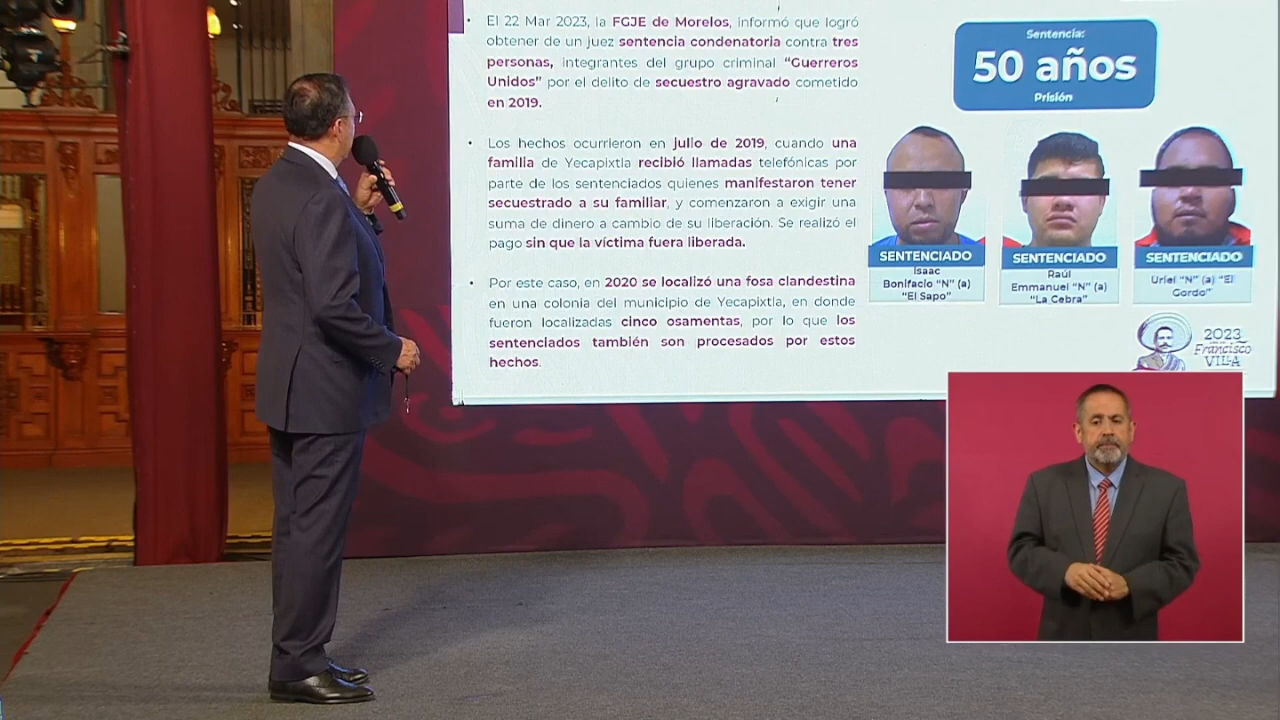 • El 22 Mar 2023, la FGJE de Morelos, informó que logró
obtener de un juez sentencia condenatoria contra tres
personas, integrantes del grupo criminal “Guerreros
Unidos” por el delito de secuestro agravado cometido
en 2019.
• Los hechos ocurrieron en julio de 2019, cuando una
familia de Yecapixtla recibió llamadas telefónicas por
parte de los sentenciados quienes manifestaron tener
secuestrado a su familiar, y comenzaron a exigir una
suma de dinero a cambio de su liberación. Se realizó el
pago sin que la víctima fuera liberada.
• Por este caso, en 2020 se localizó una fosa clandestina
en una colonia del municipio de Yecapixtla, en donde
fueron localizadas cinco osamentas, por lo que los
sentenciados también son procesados por estos
hechos.
Sentencia:
50 años
Prisión
SENTENCIADO
Isaac
Bonifacio “N” (a)
“El Sapo”
SENTENCIADO
Raúl
Emmanuel “N” (a)
“La Cebra”
SENTENCIADO
Uriel “N” (a) “El
Gordo”
2023
Francisco
VILLA